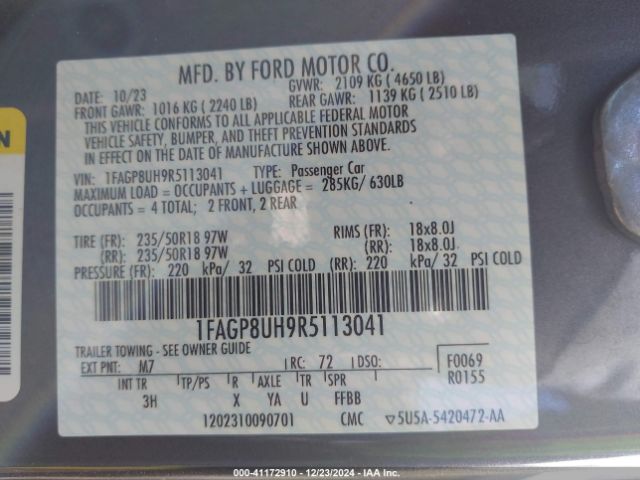 MFD. BY FORD MOTOR CO.
DATE: 10/23 GVWR: 2109 KG ( 4650 LB)
FRONT GAWR: 1016 KG ( 2240 LB) REAR GAWR: 1139 KG ( 2510 LB)
THIS VEHICLE CONFORMS TO ALL APPLICABLE FEDERAL MOTOR
VEHICLE SAFETY, BUMPER, AND THEFT PREVENTION STANDARDS
IN EFFECT ON THE DATE OF MANUFACTURE SHOWN ABOVE.
VIN: 1FAGP8UH9R5113041 TYPE: Passenger Car
MAXIMUM LOAD = OCCUPANTS + LUGGAGE = 285KG/ 630LB
OCCUPANTS = 4 TOTAL; 2 FRONT, 2 REAR
TIRE (FR): 235/50R18 97W RIMS (FR): 18x8.0J
(RR): 235/50R18 97W (RR): 18x8.0J
PRESSURE (FR): 220 kPa/ 32 PSI COLD (RR): 220 kPa/ 32 PSI COLD
1FAGP8UH9R5113041
TRAILER TOWING - SEE OWNER GUIDE
F0069
EXT PNT: M7 RC: 72 DSO:
R0155
INT TR TP/PS R AXLE TR SPR
3H X YA U FFBB
1202310090701 CMC ▽5U5A-5420472-AA
N
000-41172910 - 12/23/2024 - IAA Inc.